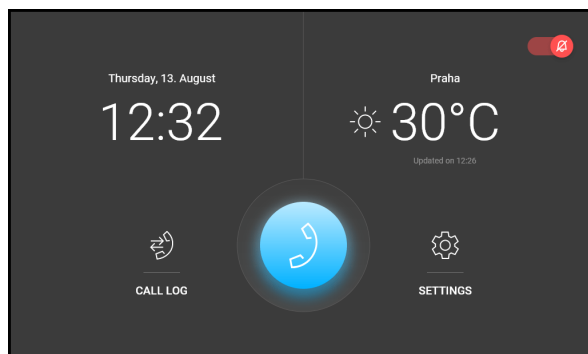 Thursday, 13. August
12:32
Praha
30°C
Updated on 12:26
CALL LOG
SETTINGS